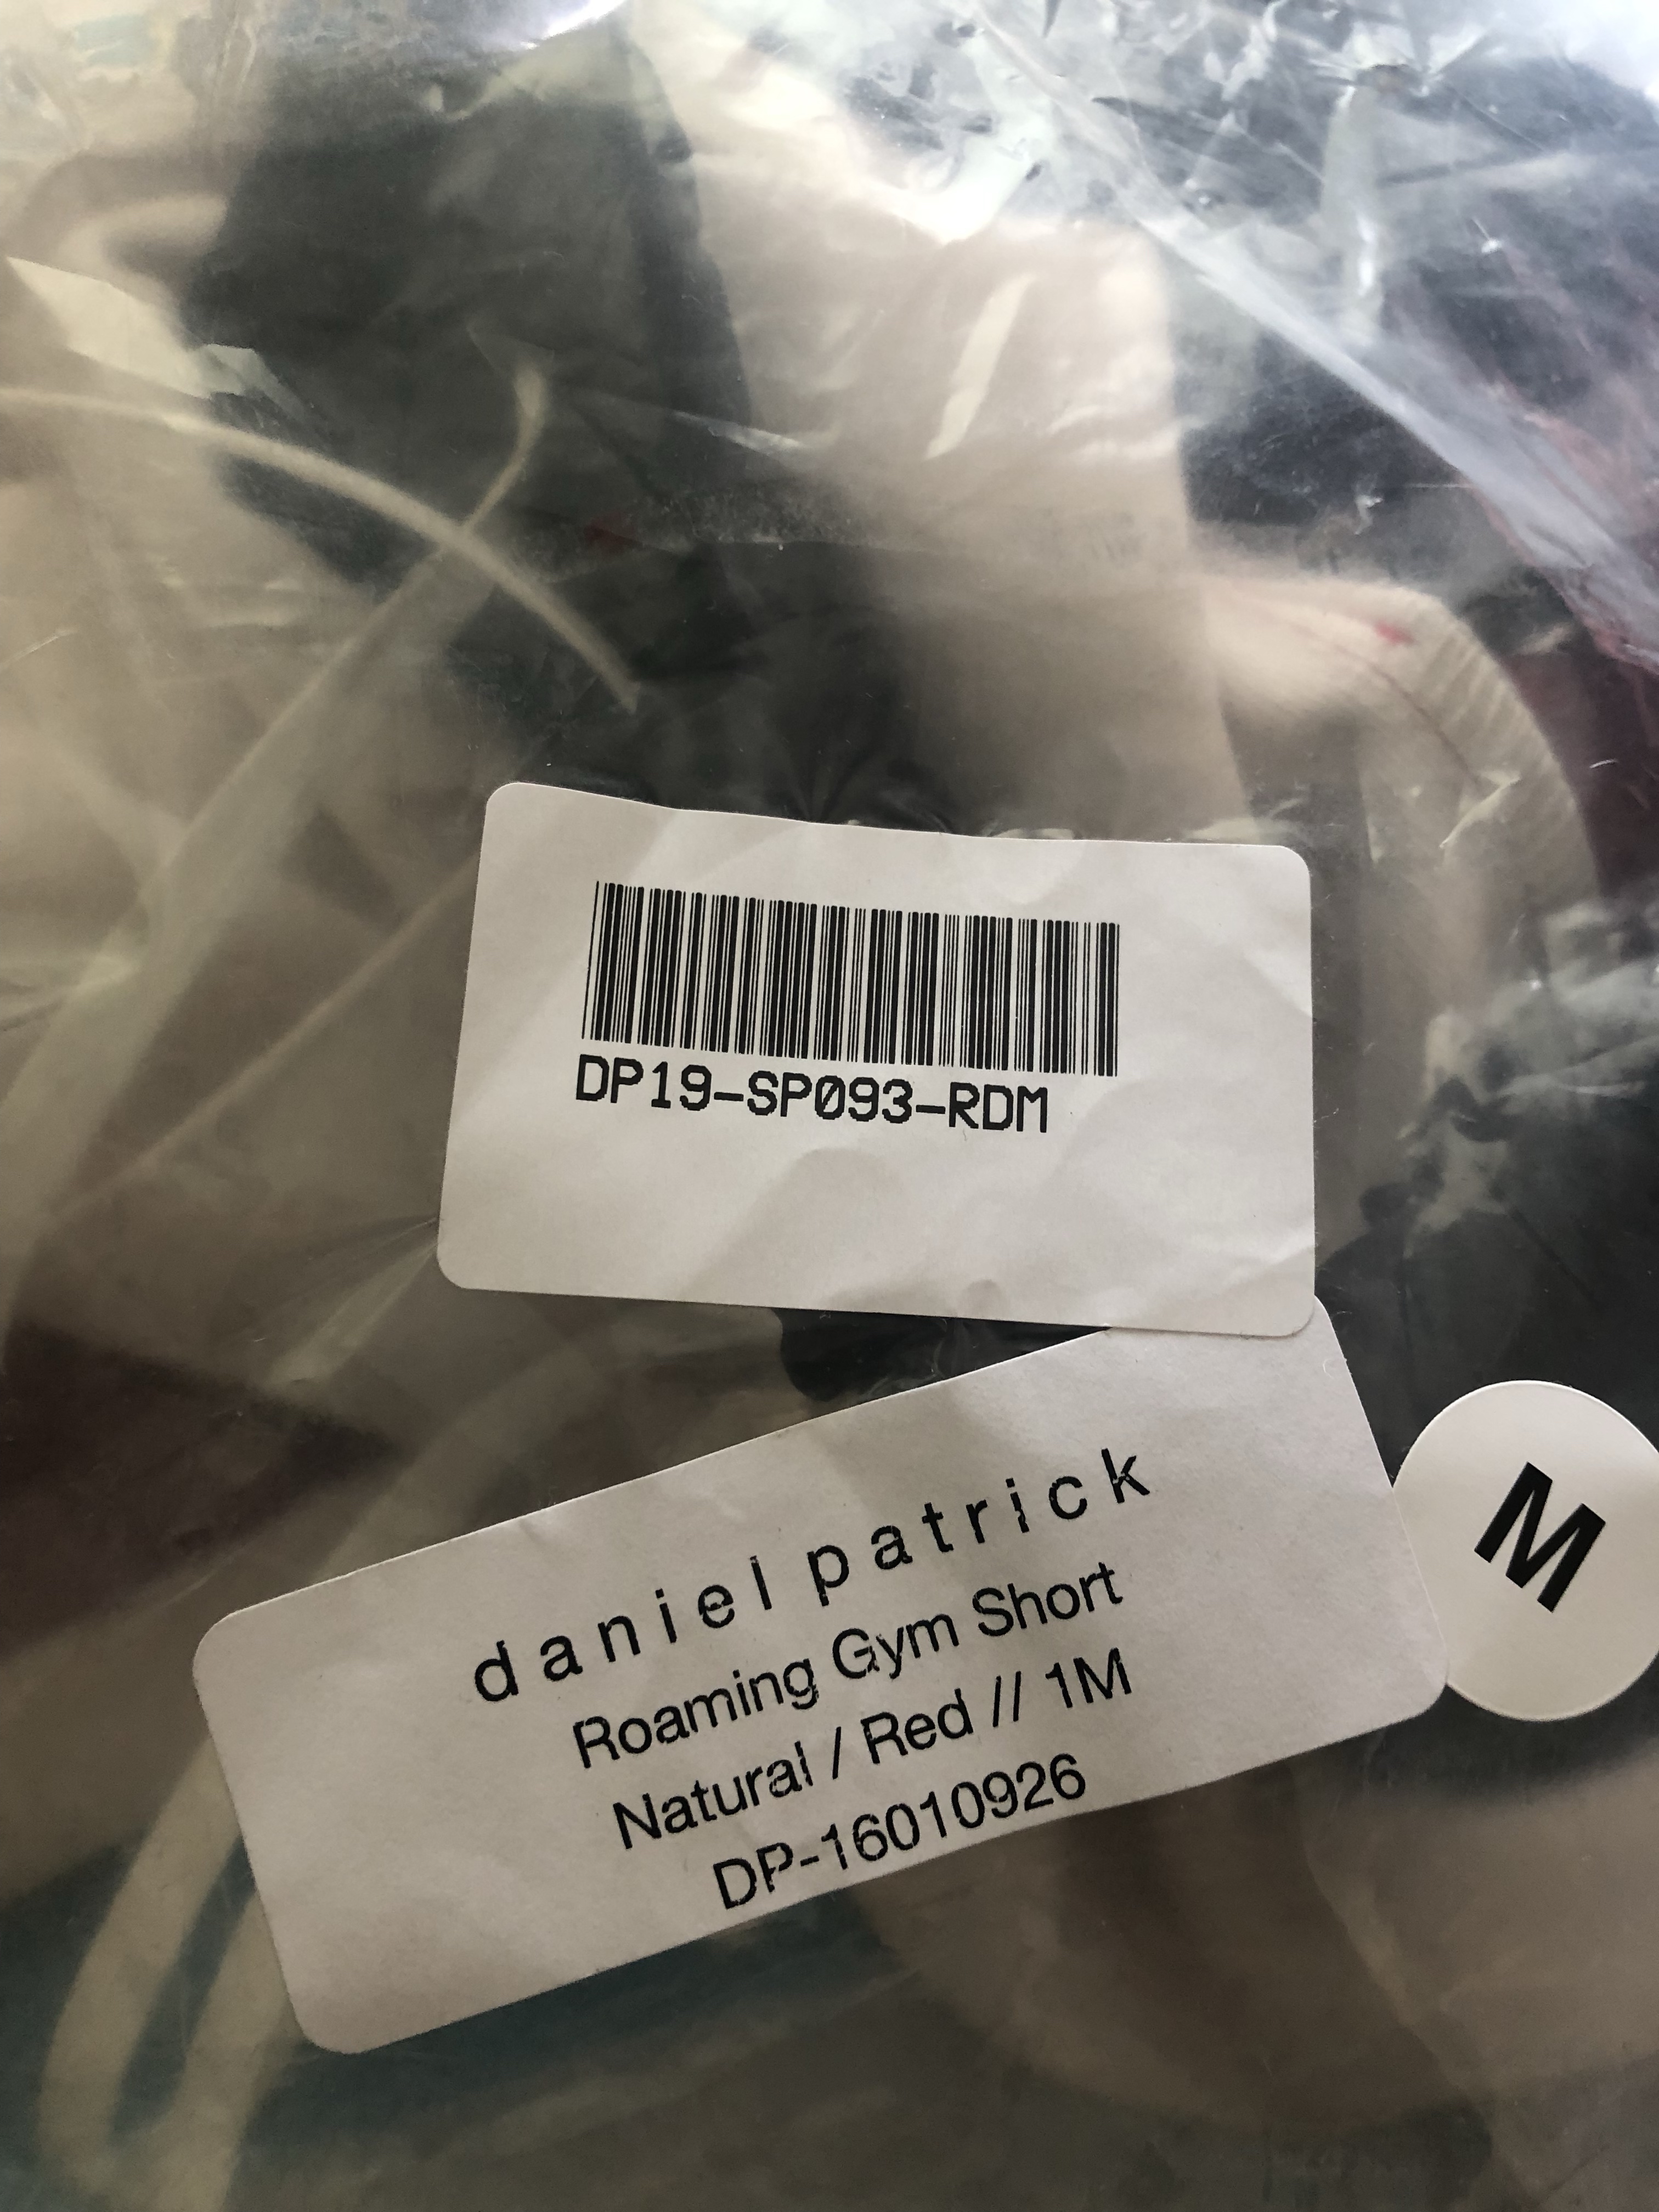 DP19-SP093-RDM
daniel patrick
Roaming Gym Short
Natural / Red // 1M
DP-16010926
M